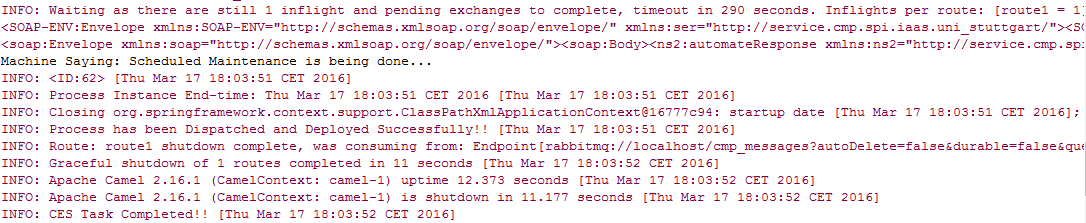 INFO: Waiting as there are still 1 inflight and pending exchanges to complete, timeout in 290 seconds. Inflights per route: [route1 = 1]
<SOAP-ENV:Envelope xmlns:SOAP-ENV="http://schemas.xmlsoap.org/soap/envelope/" xmlns:ser="http://service.cmp.spi.iaas.uni_stuttgart/"><SO
<soap:Envelope xmlns:soap="http://schemas.xmlsoap.org/soap/envelope/"><soap:Body><ns2:automateResponse xmlns:ns2="http://service.cmp.spi
Machine Saying: Scheduled Maintenance is being done...
INFO: <ID:62> [Thu Mar 17 18:03:51 CET 2016]
INFO: Process Instance End-time: Thu Mar 17 18:03:51 CET 2016 [Thu Mar 17 18:03:51 CET 2016]
INFO: Closing org.springframework.context.support.ClassPathXmlApplicationContext@16777c94: startup date [Thu Mar 17 18:03:51 CET 2016];
INFO: Process has been Dispatched and Deployed Successfully!! [Thu Mar 17 18:03:51 CET 2016]
INFO: Route: route1 shutdown complete, was consuming from: Endpoint[rabbitmq://localhost/cmp_messages?autoDelete=false&durable=false&que
INFO: Graceful shutdown of 1 routes completed in 11 seconds [Thu Mar 17 18:03:52 CET 2016]
INFO: Apache Camel 2.16.1 (CamelContext: camel-1) uptime 12.373 seconds [Thu Mar 17 18:03:52 CET 2016]
INFO: Apache Camel 2.16.1 (CamelContext: camel-1) is shutdown in 11.177 seconds [Thu Mar 17 18:03:52 CET 2016]
INFO: CES Task Completed!! [Thu Mar 17 18:03:52 CET 2016]